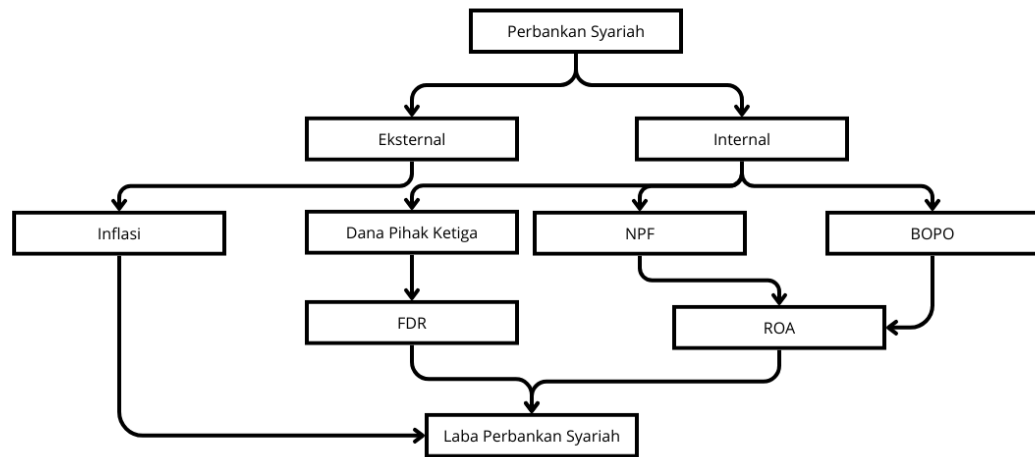 Perbankan Syariah
Eksternal
Internal
Inflasi
Dana Pihak Ketiga
NPF
BOPO
FDR
ROA
Laba Perbankan Syariah